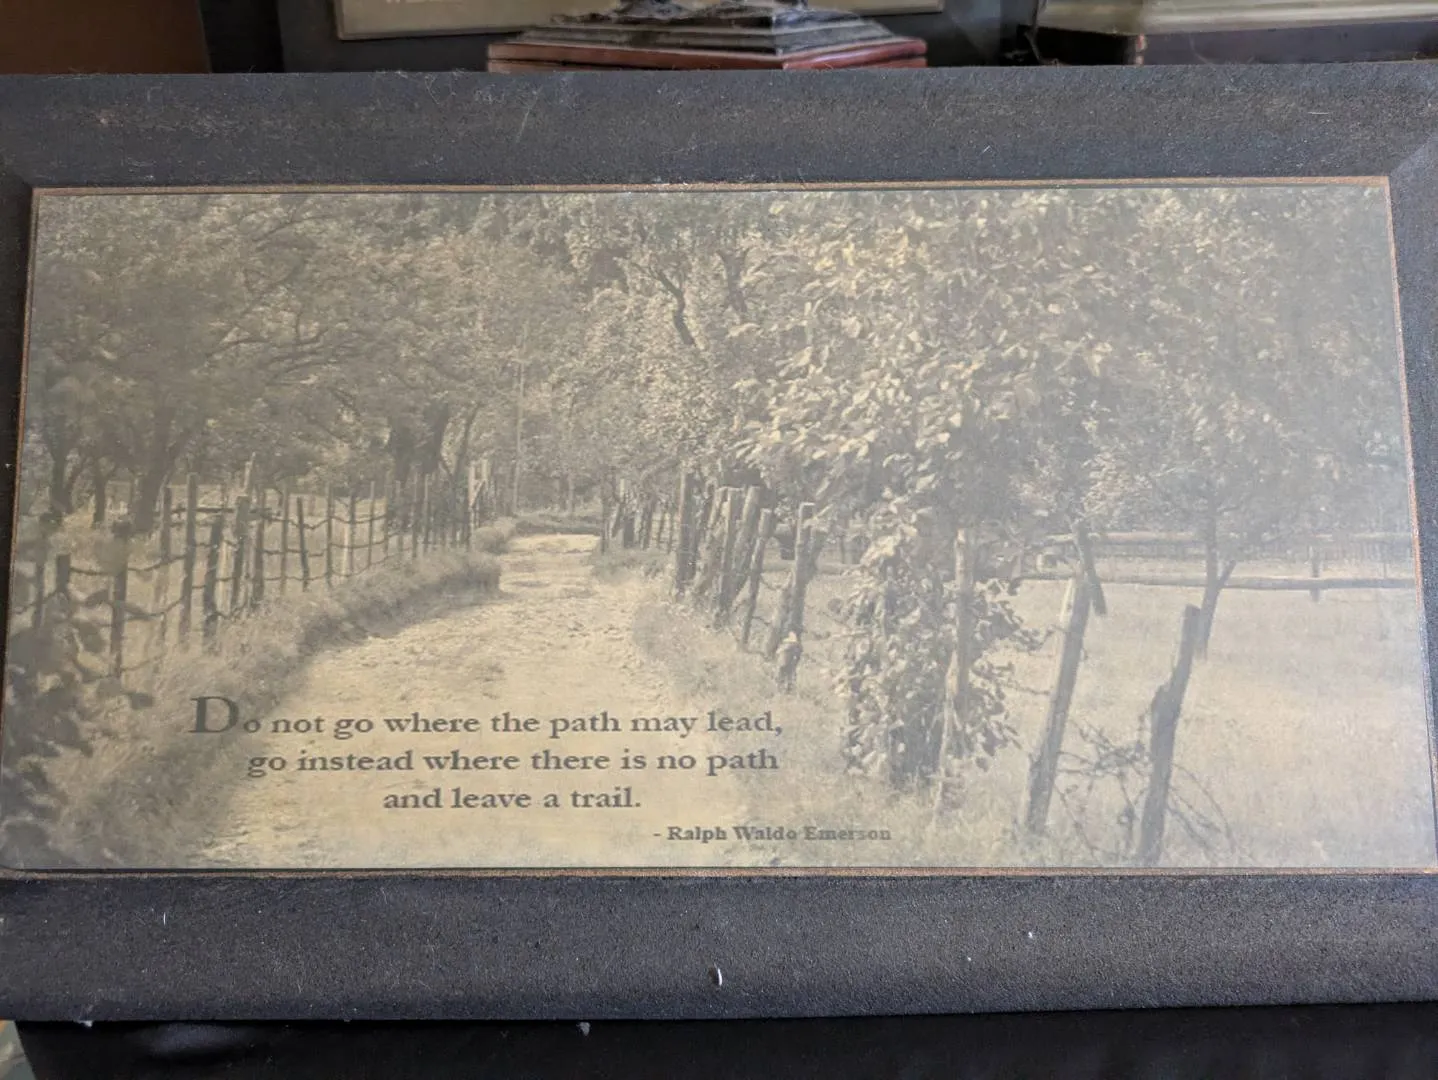 Do not go where the path may lead,
go instead where there is no path
and leave a trail.
- Ralph Waldo Emerson